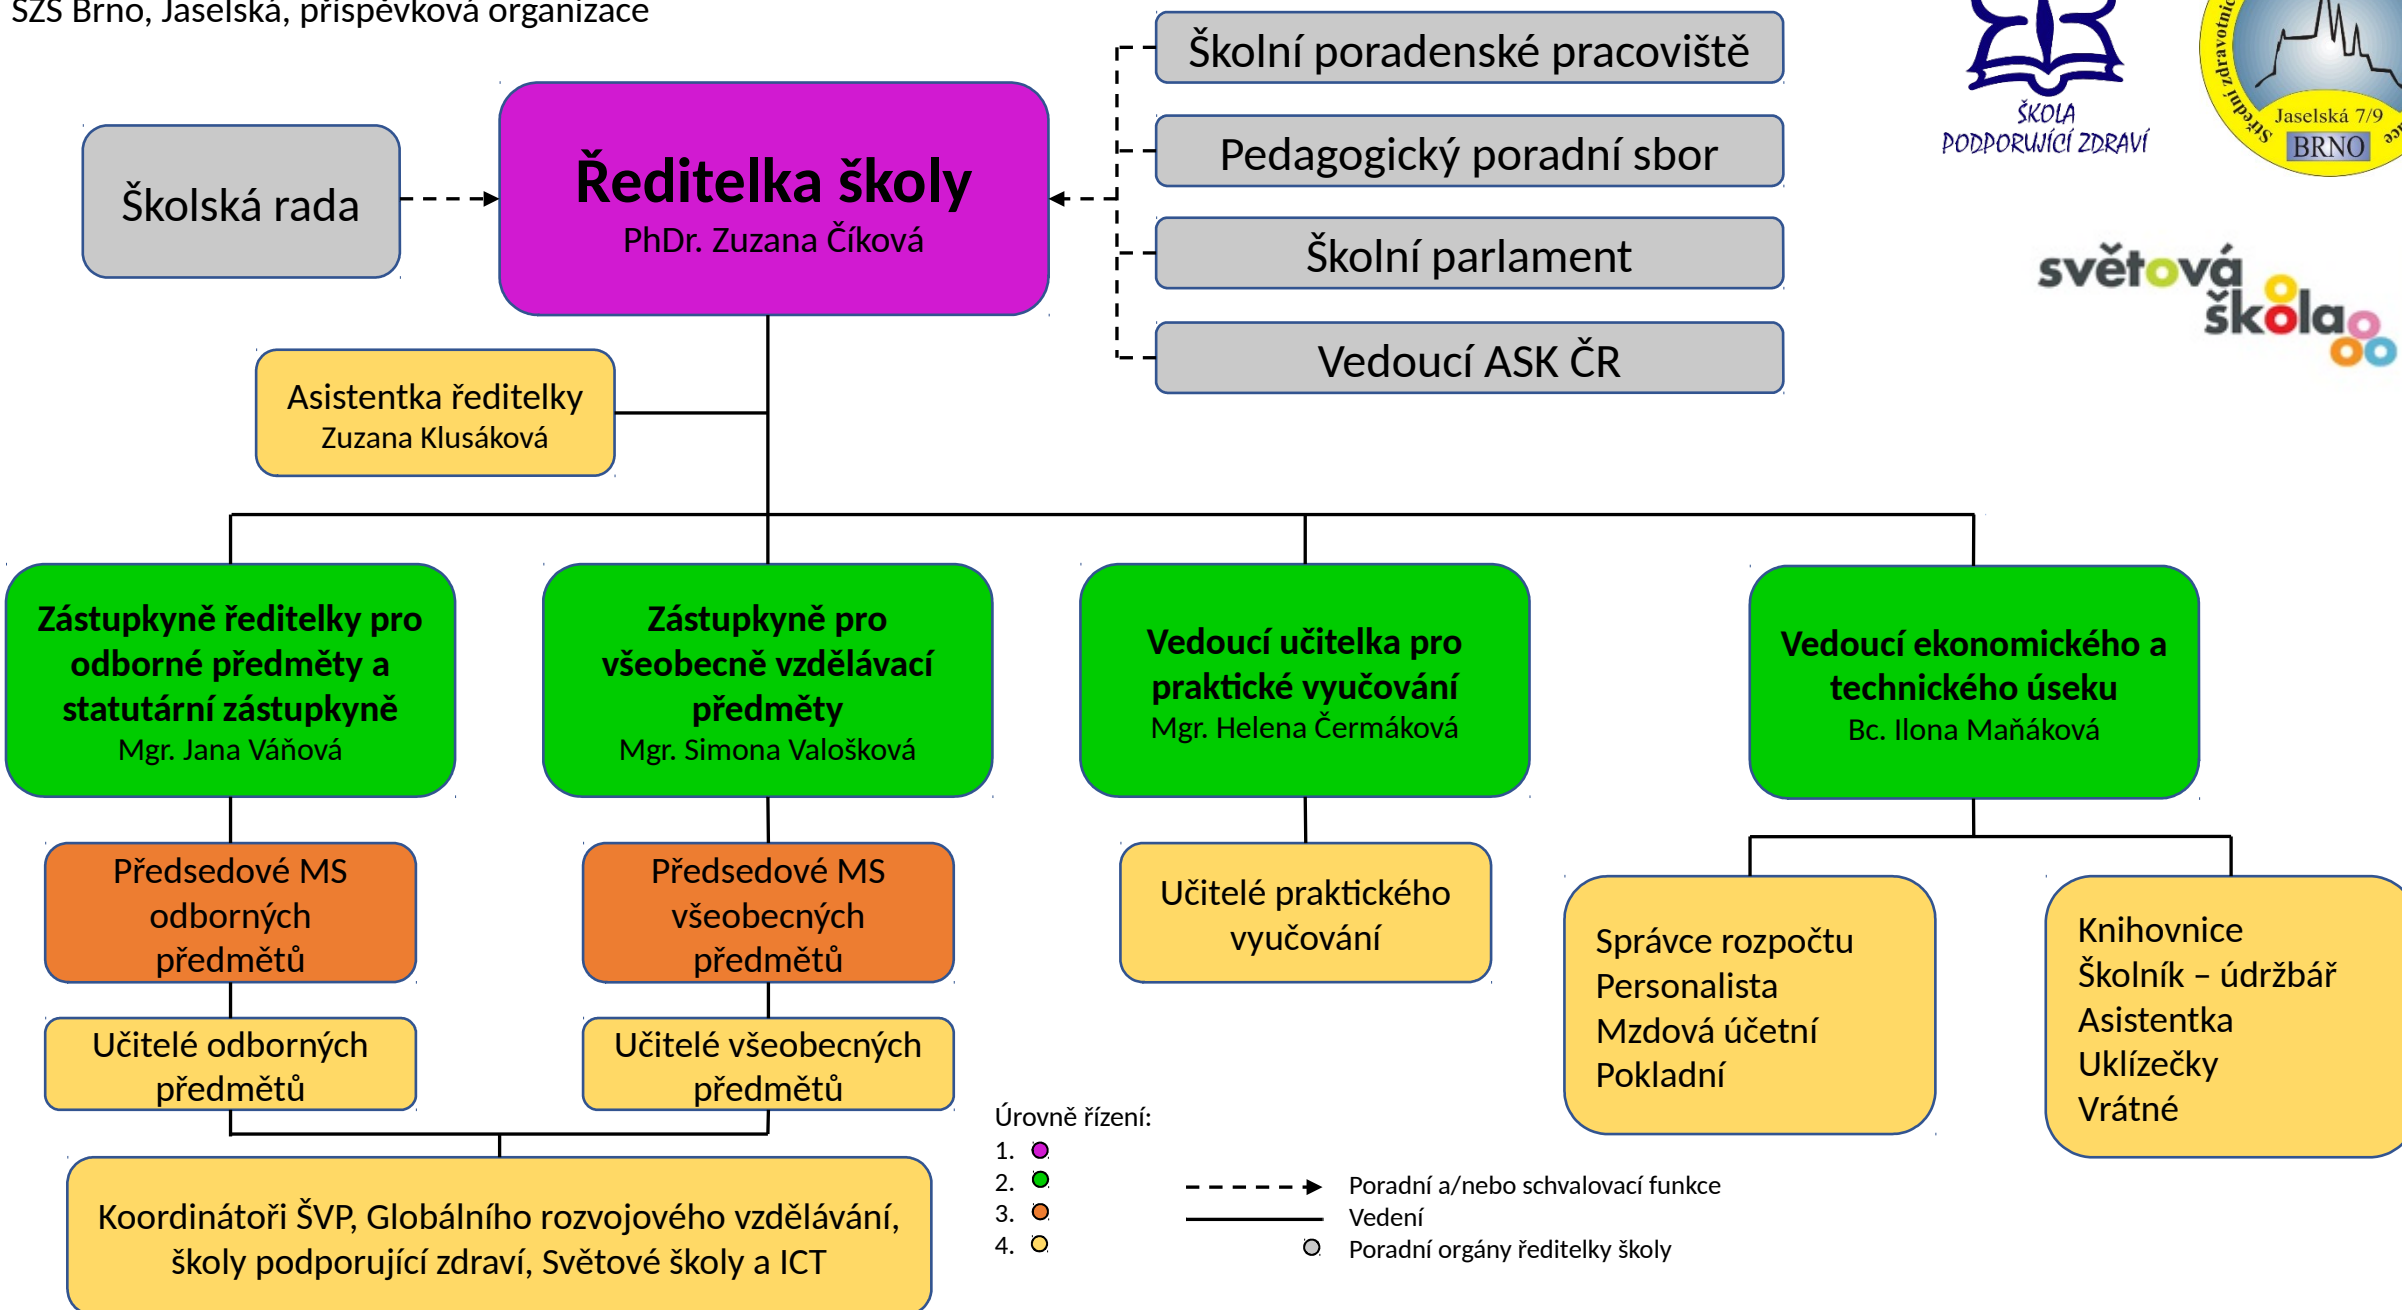 SZŠ Brno, Jaselská, příspěvková organizace
Školní poradenské pracoviště
Pedagogický poradní sbor
Školní parlament
Vedoucí ASK ČR
Školská rada
Ředitelka školy
PhDr. Zuzana Číková
ŠKOLA
PODPORUJÍCÍ ZDRAVÍ
Střední zdravotnic
Jaselská 7/9
BRNO
světová
škola
Asistentka ředitelky
Zuzana Klusáková
Zástupkyně ředitelky pro
odborné předměty a
statutární zástupkyně
Mgr. Jana Váňová
Zástupkyně pro
všeobecně vzdělávací
předměty
Mgr. Simona Valošková
Vedoucí učitelka pro
praktické vyučování
Mgr. Helena Čermáková
Vedoucí ekonomického a
technického úseku
Bc. Ilona Maňáková
Předsedové MS
odborných
předmětů
Předsedové MS
všeobecných
předmětů
Učitelé praktického
vyučování
Správce rozpočtu
Personalista
Mzdová účetní
Pokladní
Knihovnice
Školník – údržbář
Asistentka
Uklízečky
Vrátné
Učitelé odborných
předmětů
Učitelé všeobecných
předmětů
Koordinátoři ŠVP, Globálního rozvojového vzdělávání,
školy podporující zdraví, Světové školy a ICT
Úrovně řízení:
1.
2.
3.
4.
Poradní a/nebo schvalovací funkce
Vedení
Poradní orgány ředitelky školy